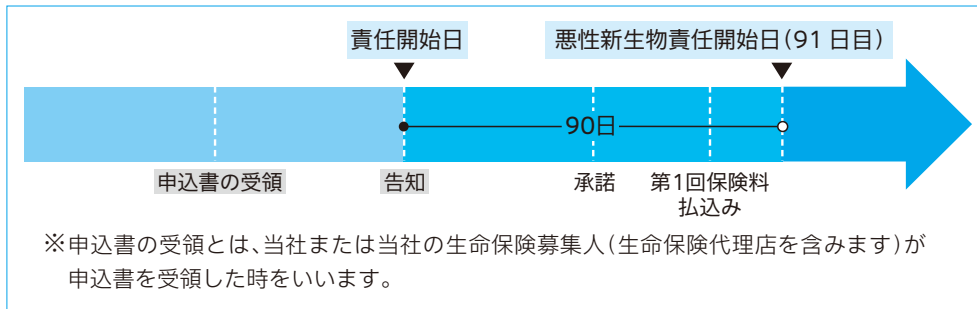 責任開始日
悪性新生物責任開始日(91日目)
90日
申込書の受領
告知
承諾
第1回保険料
払込み
※申込書の受領とは、当社または当社の生命保険募集人(生命保険代理店を含みます)が
申込書を受領した時をいいます。